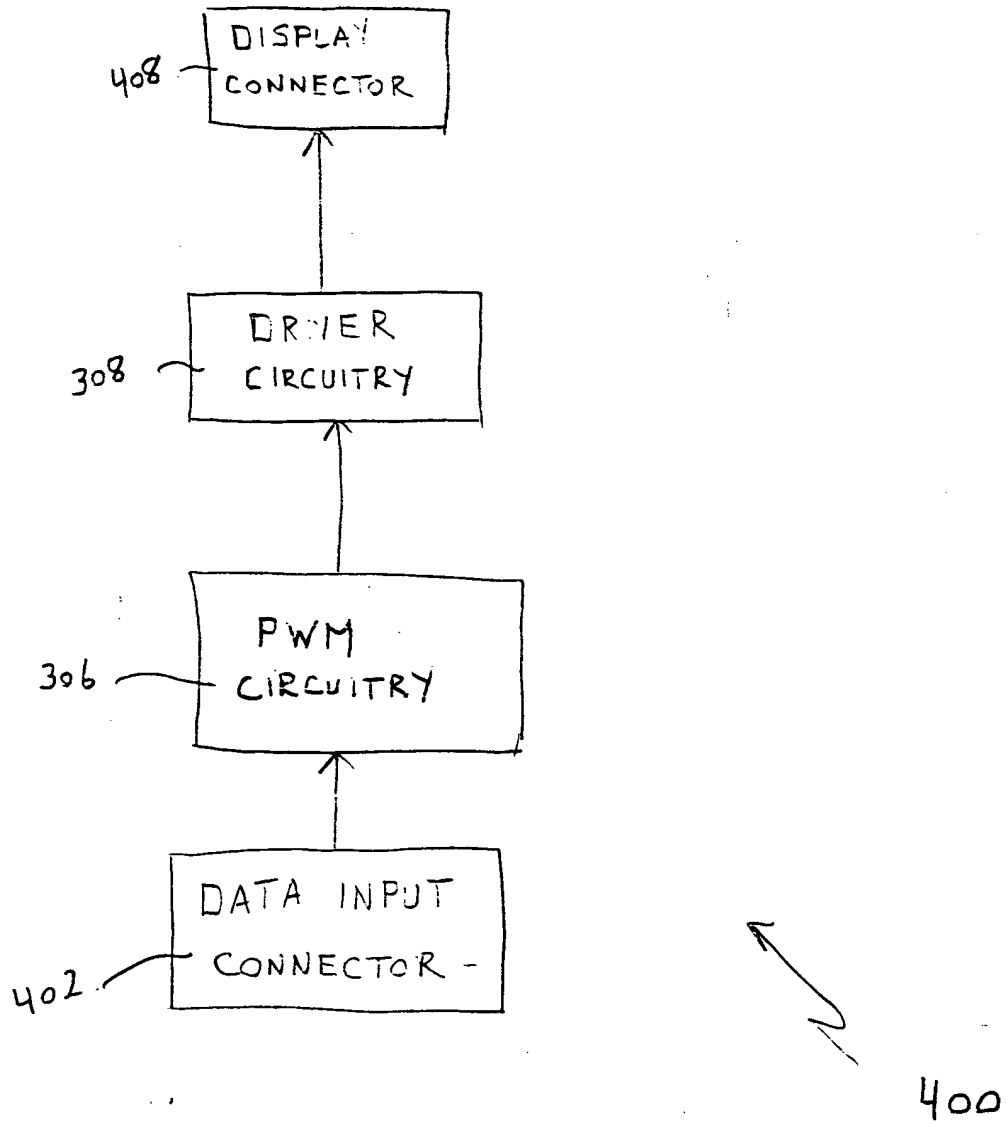 DISPLAY
CONNECTOR
408
DRIVER
CIRCUITRY
308
PWM
CIRCUITRY
306
DATA INPUT
CONNECTOR
402
400